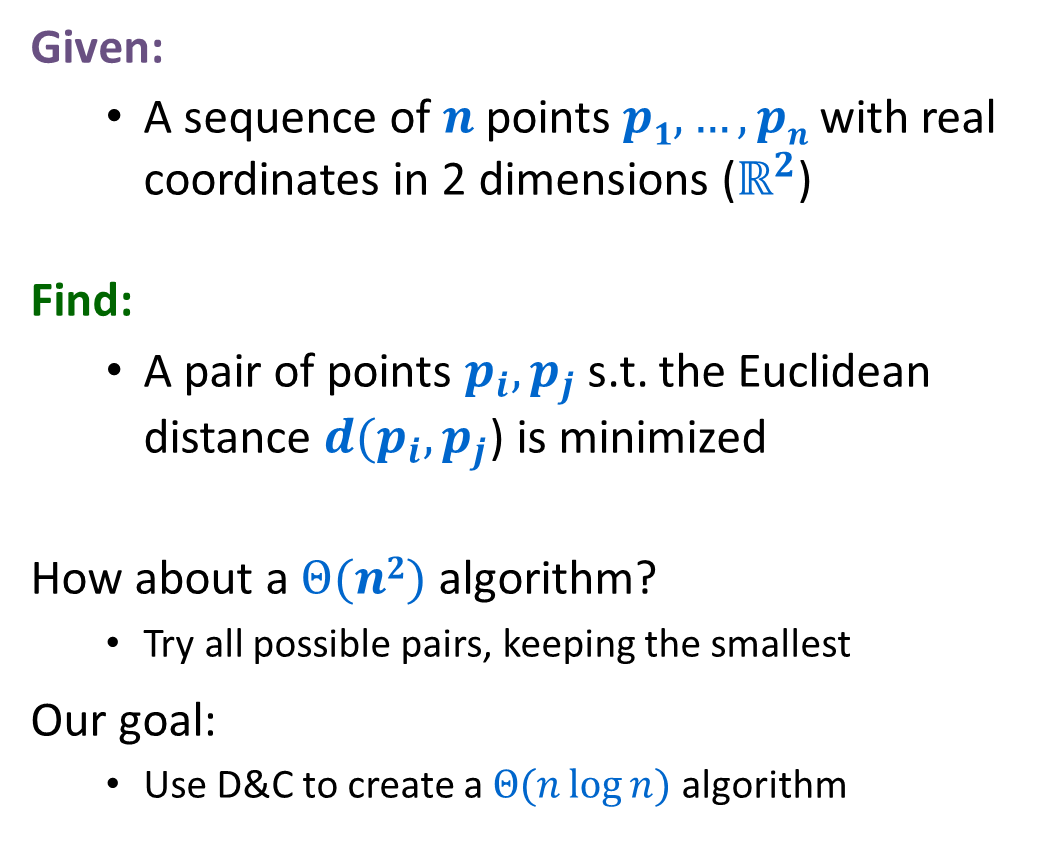 Given:
• A sequence of n points p₁, …, pₙ with real
coordinates in 2 dimensions (ℝ²)
Find:
• A pair of points pᵢ, pⱼ s.t. the Euclidean
distance d(pᵢ, pⱼ) is minimized
How about a Θ(n²) algorithm?
• Try all possible pairs, keeping the smallest
Our goal:
• Use D&C to create a Θ(n log n) algorithm